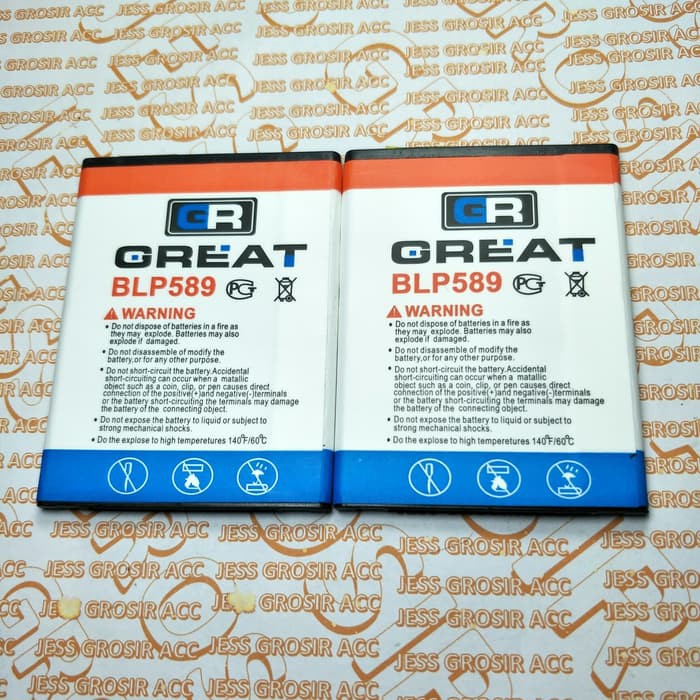 GR
GREAT
BLP589 PCT
WARNING
• Do not dispose of batteries in a fire as
they may explode. Batteries may also
explode if damaged.
• Do not disassemble of modify the
battery,or for any other purpose.
• Do not short-circuit the battery.Accidental
short-circuiting can occur when a matallic
object such as a coin, clip, or pen causes direct
connection of the positive(+)and negative(-)terminals
or the battery short-circuiting the terminals may damage
the battery of the connecting object.
• Do not expose the battery to liquid or subject to
strong mechanical shocks.
• Do the explose to high temperetures 140°F/60°C
GR
GREAT
BLP589 PCT
WARNING
• Do not dispose of batteries in a fire as
they may explode. Batteries may also
explode if damaged.
• Do not disassemble of modify the
battery,or for any other purpose.
• Do not short-circuit the battery.Accidental
short-circuiting can occur when a matallic
object such as a coin, clip, or pen causes direct
connection of the positive(+)and negative(-)terminals
or the battery short-circuiting the terminals may damage
the battery of the connecting object.
• Do not expose the battery to liquid or subject to
strong mechanical shocks.
• Do the explose to high temperetures 140°F/60°C
JESS GROSIR ACC